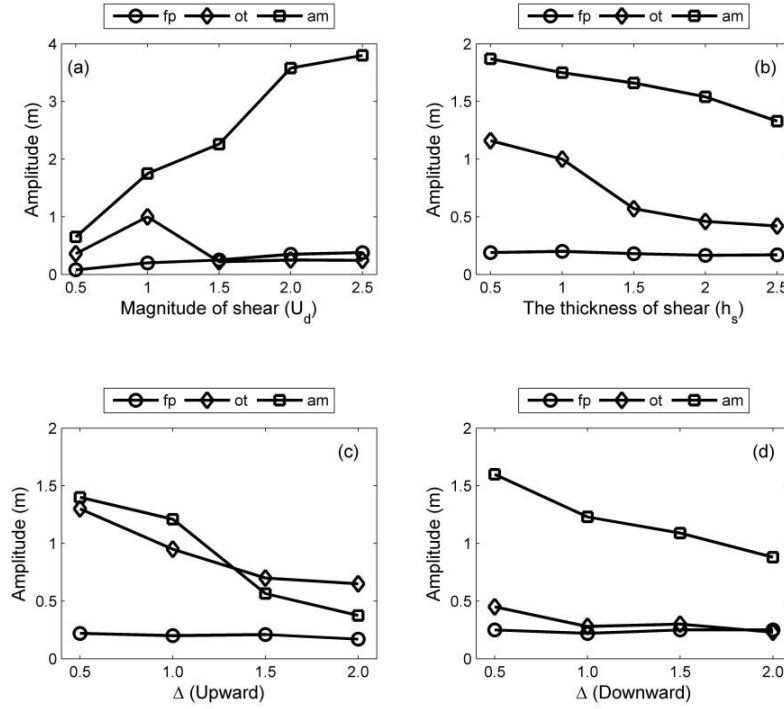 fp ot am
(a)
4
3
2
1
0
0.5 1 1.5 2.0 2.5
Amplitude (m)
Magnitude of shear (U_d)
fp ot am
(b)
2
1.5
1
0.5
0
0.5 1 1.5 2 2.5
Amplitude (m)
The thickness of shear (h_s)
fp ot am
(c)
2
1.5
1
0.5
0
0.5 1.0 1.5 2.0
Amplitude (m)
Δ (Upward)
fp ot am
(d)
2
1.5
1
0.5
0
0.5 1.0 1.5 2.0
Amplitude (m)
Δ (Downward)